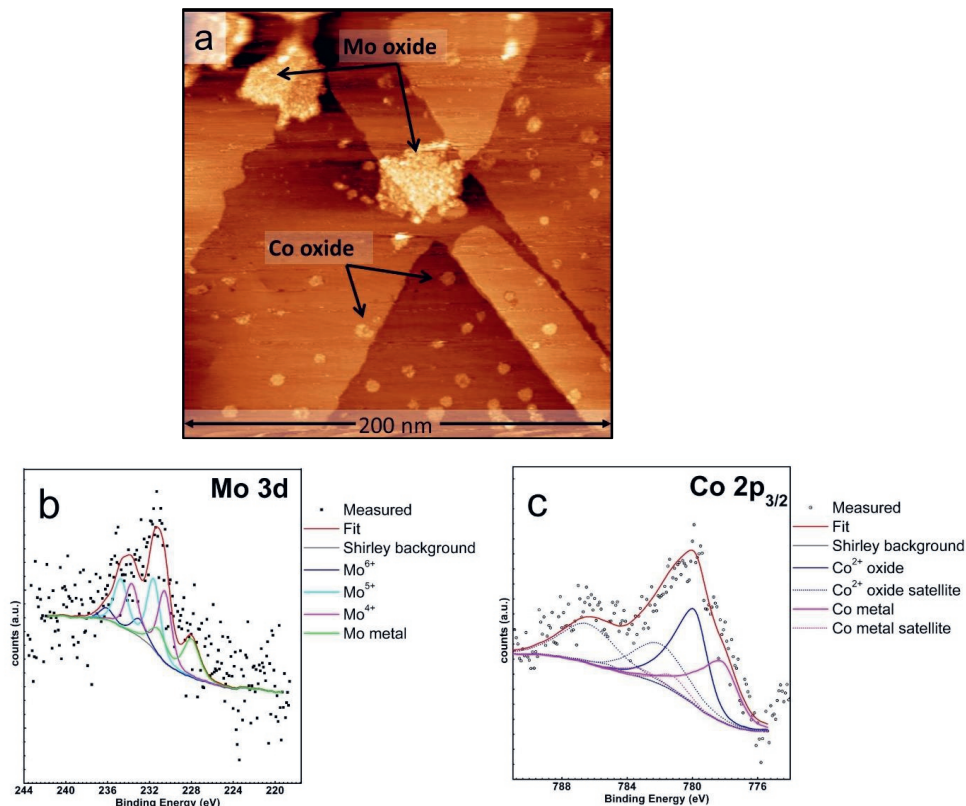 a
Mo oxide
Co oxide
200 nm
b
Mo 3d
Measured
Fit
Shirley background
Mo6+
Mo5+
Mo4+
Mo metal
counts (a.u.)
244 240 236 232 228 224 220
Binding Energy (eV)
c
Co 2p3/2
Measured
Fit
Shirley background
Co2+ oxide
Co2+ oxide satellite
Co metal
Co metal satellite
counts (a.u.)
788 784 780 776
Binding Energy (eV)